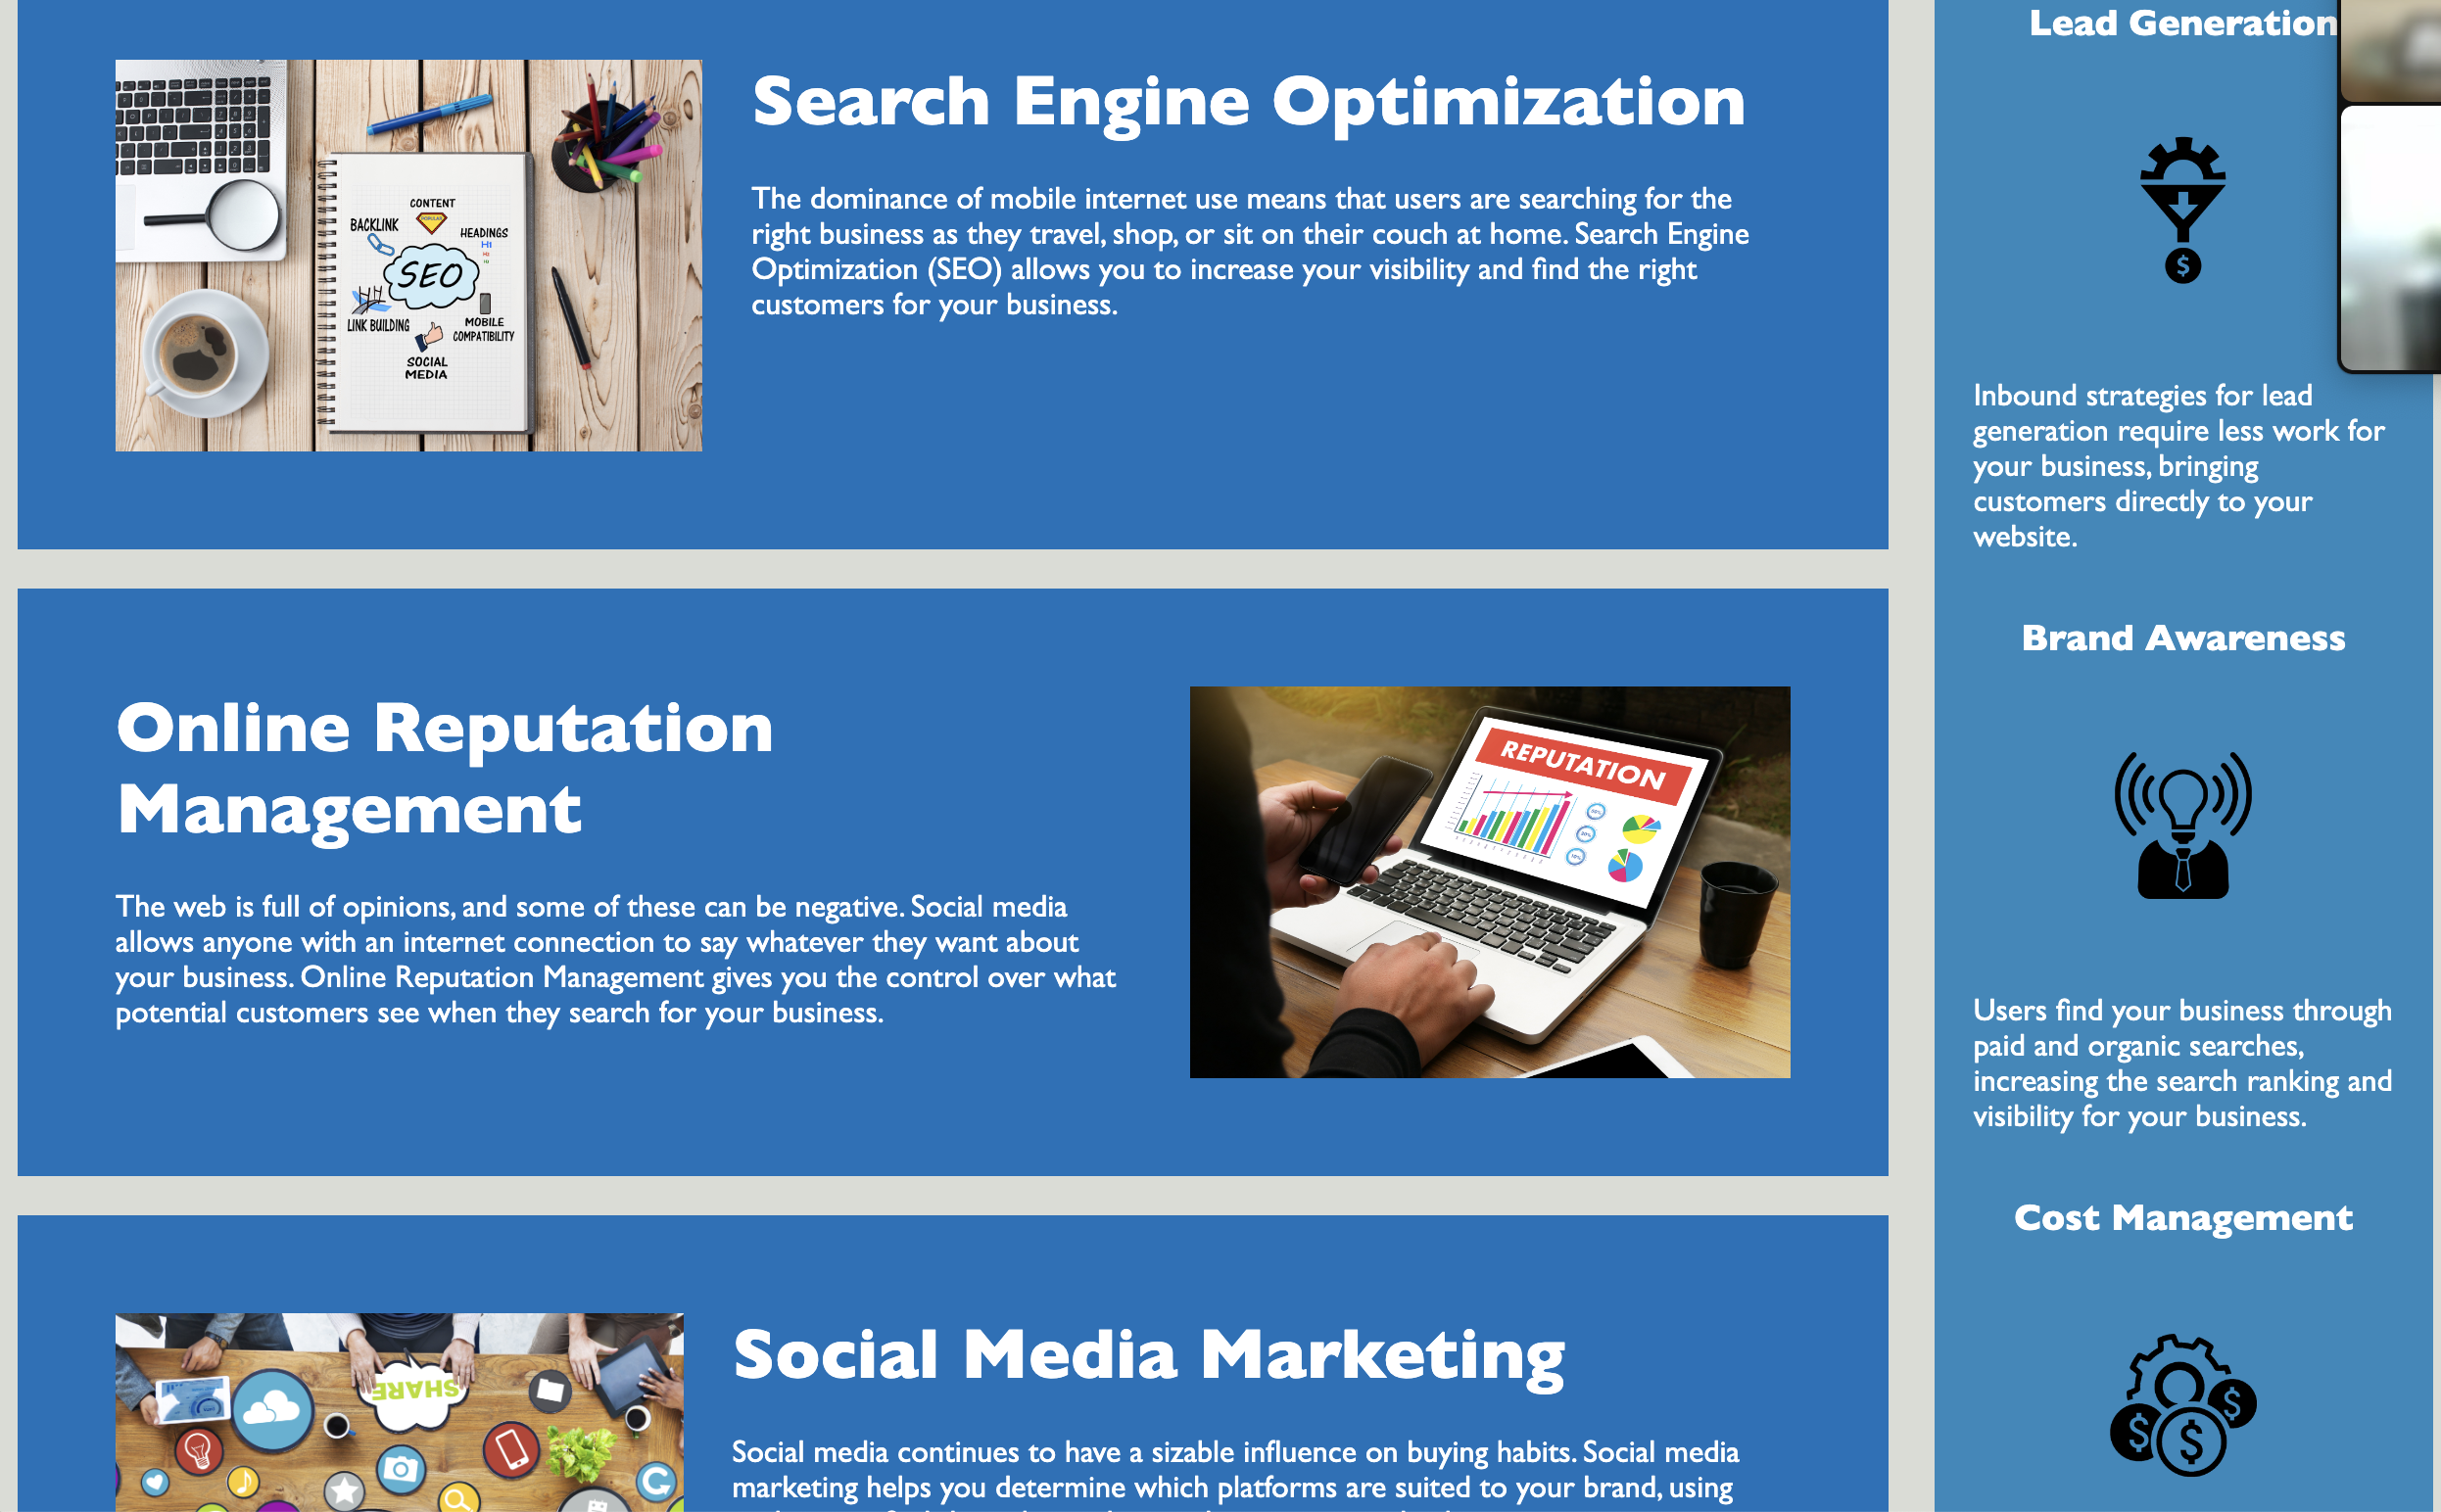 Search Engine Optimization
The dominance of mobile internet use means that users are searching for the
right business as they travel, shop, or sit on their couch at home. Search Engine
Optimization (SEO) allows you to increase your visibility and find the right
customers for your business.
CONTENT
POPULAR
BACKLINK
HEADINGS
H1
SEO
LINK BUILDING
MOBILE
COMPATIBILITY
SOCIAL
MEDIA
Online Reputation
Management
The web is full of opinions, and some of these can be negative. Social media
allows anyone with an internet connection to say whatever they want about
your business. Online Reputation Management gives you the control over what
potential customers see when they search for your business.
REPUTATION
Social Media Marketing
Social media continues to have a sizable influence on buying habits. Social media
marketing helps you determine which platforms are suited to your brand, using
SHARE
Lead Generation
$
Inbound strategies for lead
generation require less work for
your business, bringing
customers directly to your
website.
Brand Awareness
Users find your business through
paid and organic searches,
increasing the search ranking and
visibility for your business.
Cost Management
$
$ $